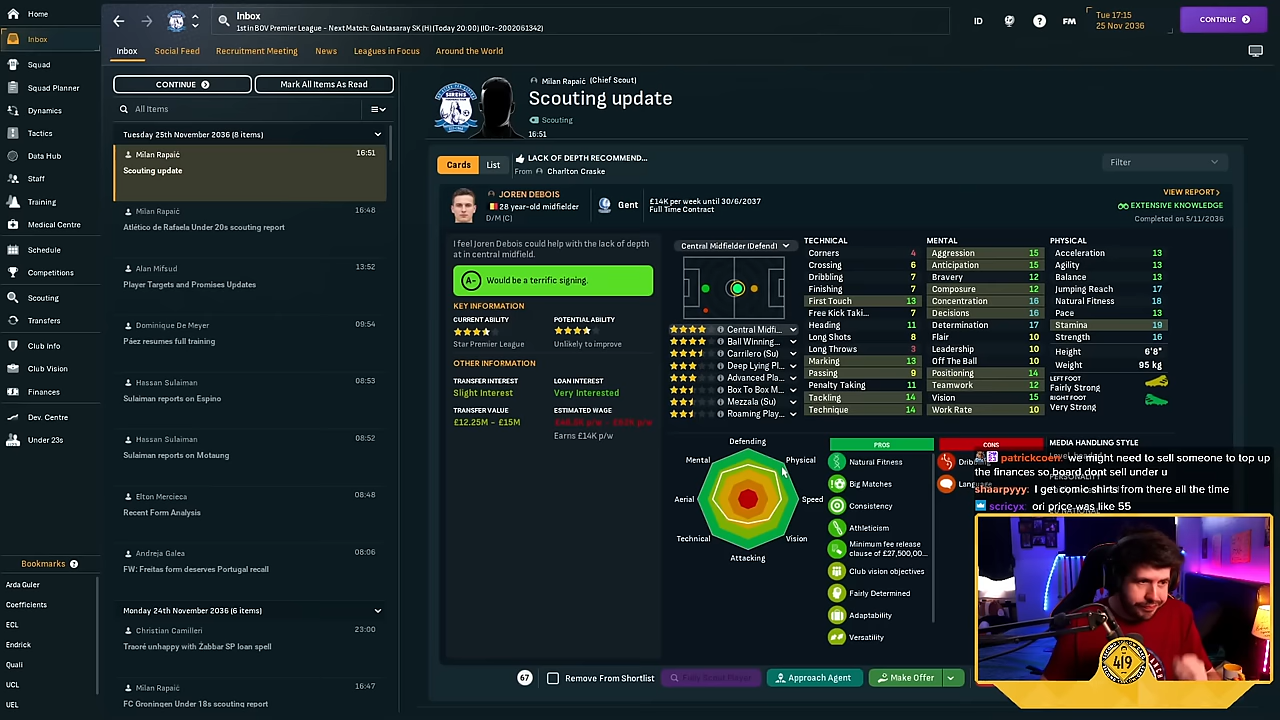 Home
Inbox
Squad
Squad Planner
Dynamics
Tactics
Data Hub
Staff
Training
Medical Centre
Schedule
Competitions
Scouting
Transfers
Club Info
Club Vision
Finances
Dev. Centre
Under 23s
Bookmarks
Arda Guler
Coefficients
ECL
Endrick
Quali
UCL
UEL
Inbox
1st in BOV Premier League - Next Match: Galatasaray SK (H) (Today 20:00) (ID:r-2002061342)
ID
FM
Tue 17:15
25 Nov 2036
CONTINUE
Inbox
Social Feed
Recruitment Meeting
News
Leagues in Focus
Around the World
CONTINUE
Mark All Items As Read
All Items
Tuesday 25th November 2036 (8 items)
Milan Rapaić
16:51
Scouting update
Milan Rapaić
16:48
Atlético de Rafaela Under 20s scouting report
Alan Mifsud
13:52
Player Targets and Promises Updates
Dominique De Meyer
09:54
Páez resumes full training
Hassan Sulaiman
08:53
Sulaiman reports on Espino
Hassan Sulaiman
08:52
Sulaiman reports on Motaung
Elton Mercieca
08:48
Recent Form Analysis
Andreja Galea
08:06
FW: Freitas form deserves Portugal recall
Monday 24th November 2036 (6 items)
Christian Camilleri
23:00
Traoré unhappy with Żabbar SP loan spell
Milan Rapaić
16:47
FC Groningen Under 18s scouting report
SIRENS
Milan Rapaić (Chief Scout)
Scouting update
Scouting
16:51
Cards
List
LACK OF DEPTH RECOMMEND...
From Charlton Craske
Filter
JOREN DEBOIS
28 year-old midfielder
D/M (C)
Gent
£14K per week until 30/6/2037
Full Time Contract
VIEW REPORT >
EXTENSIVE KNOWLEDGE
Completed on 5/11/2036
I feel Joren Debois could help with the lack of depth
at in central midfield.
A- Would be a terrific signing.
KEY INFORMATION
CURRENT ABILITY
POTENTIAL ABILITY
Star Premier League
Unlikely to improve
OTHER INFORMATION
TRANSFER INTEREST
LOAN INTEREST
Slight Interest
Very Interested
TRANSFER VALUE
ESTIMATED WAGE
£12.25M - £15M
Earns £14K p/w
Central Midfielder (Defend)
Central Midfi...
Ball Winning...
Carrilero (Su)
Deep Lying Pl...
Advanced Pla...
Box To Box M...
Mezzala (Su)
Roaming Play...
TECHNICAL
Corners 4
Crossing 6
Dribbling 7
Finishing 7
First Touch 13
Free Kick Taki... 7
Heading 11
Long Shots 8
Long Throws 3
Marking 13
Passing 9
Penalty Taking 11
Tackling 14
Technique 14
MENTAL
Aggression 15
Anticipation 15
Bravery 12
Composure 12
Concentration 16
Decisions 16
Determination 17
Flair 10
Leadership 10
Off The Ball 10
Positioning 14
Teamwork 12
Vision 15
Work Rate 10
PHYSICAL
Acceleration 13
Agility 13
Balance 13
Jumping Reach 17
Natural Fitness 18
Pace 13
Stamina 19
Strength 16
Height 6'8"
Weight 95 kg
LEFT FOOT
Fairly Strong
RIGHT FOOT
Very Strong
Defending
Physical
Speed
Vision
Attacking
Technical
Aerial
Mental
PROS
Natural Fitness
Big Matches
Consistency
Athleticism
Minimum fee release
clause of £27,500,00...
Club vision objectives
Fairly Determined
Adaptability
Versatility
CONS
MEDIA HANDLING STYLE
patrickcoen: we might need to sell someone to top up
the finances so board dont sell under u
shaarpyyy: I get comic shirts from there all the time
scricyx: ori price was like 55
67
Remove From Shortlist
Approach Agent
Make Offer
419